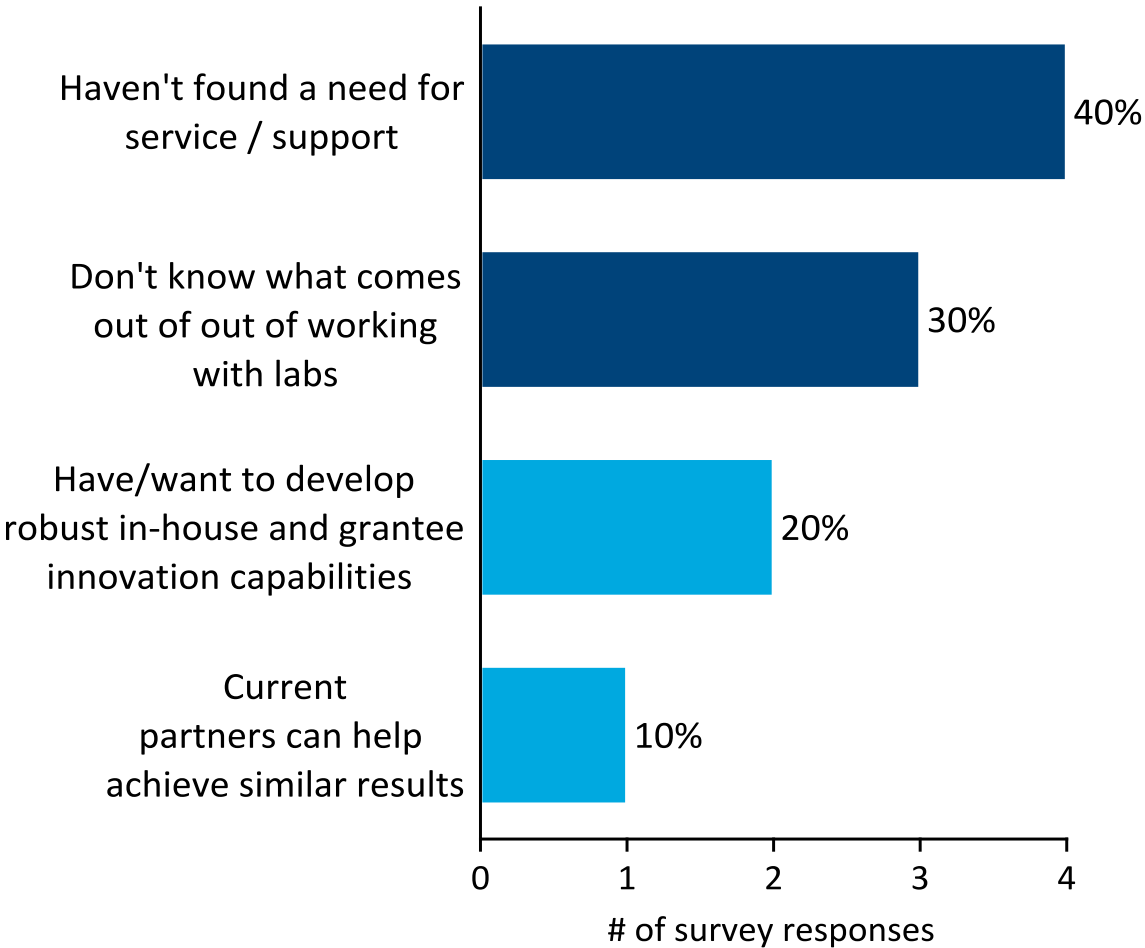 Haven't found a need for
service / support
40%
Don't know what comes
out of out of working
with labs
30%
Have/want to develop
robust in-house and grantee
innovation capabilities
20%
Current
partners can help
achieve similar results
10%
0 1 2 3 4
# of survey responses